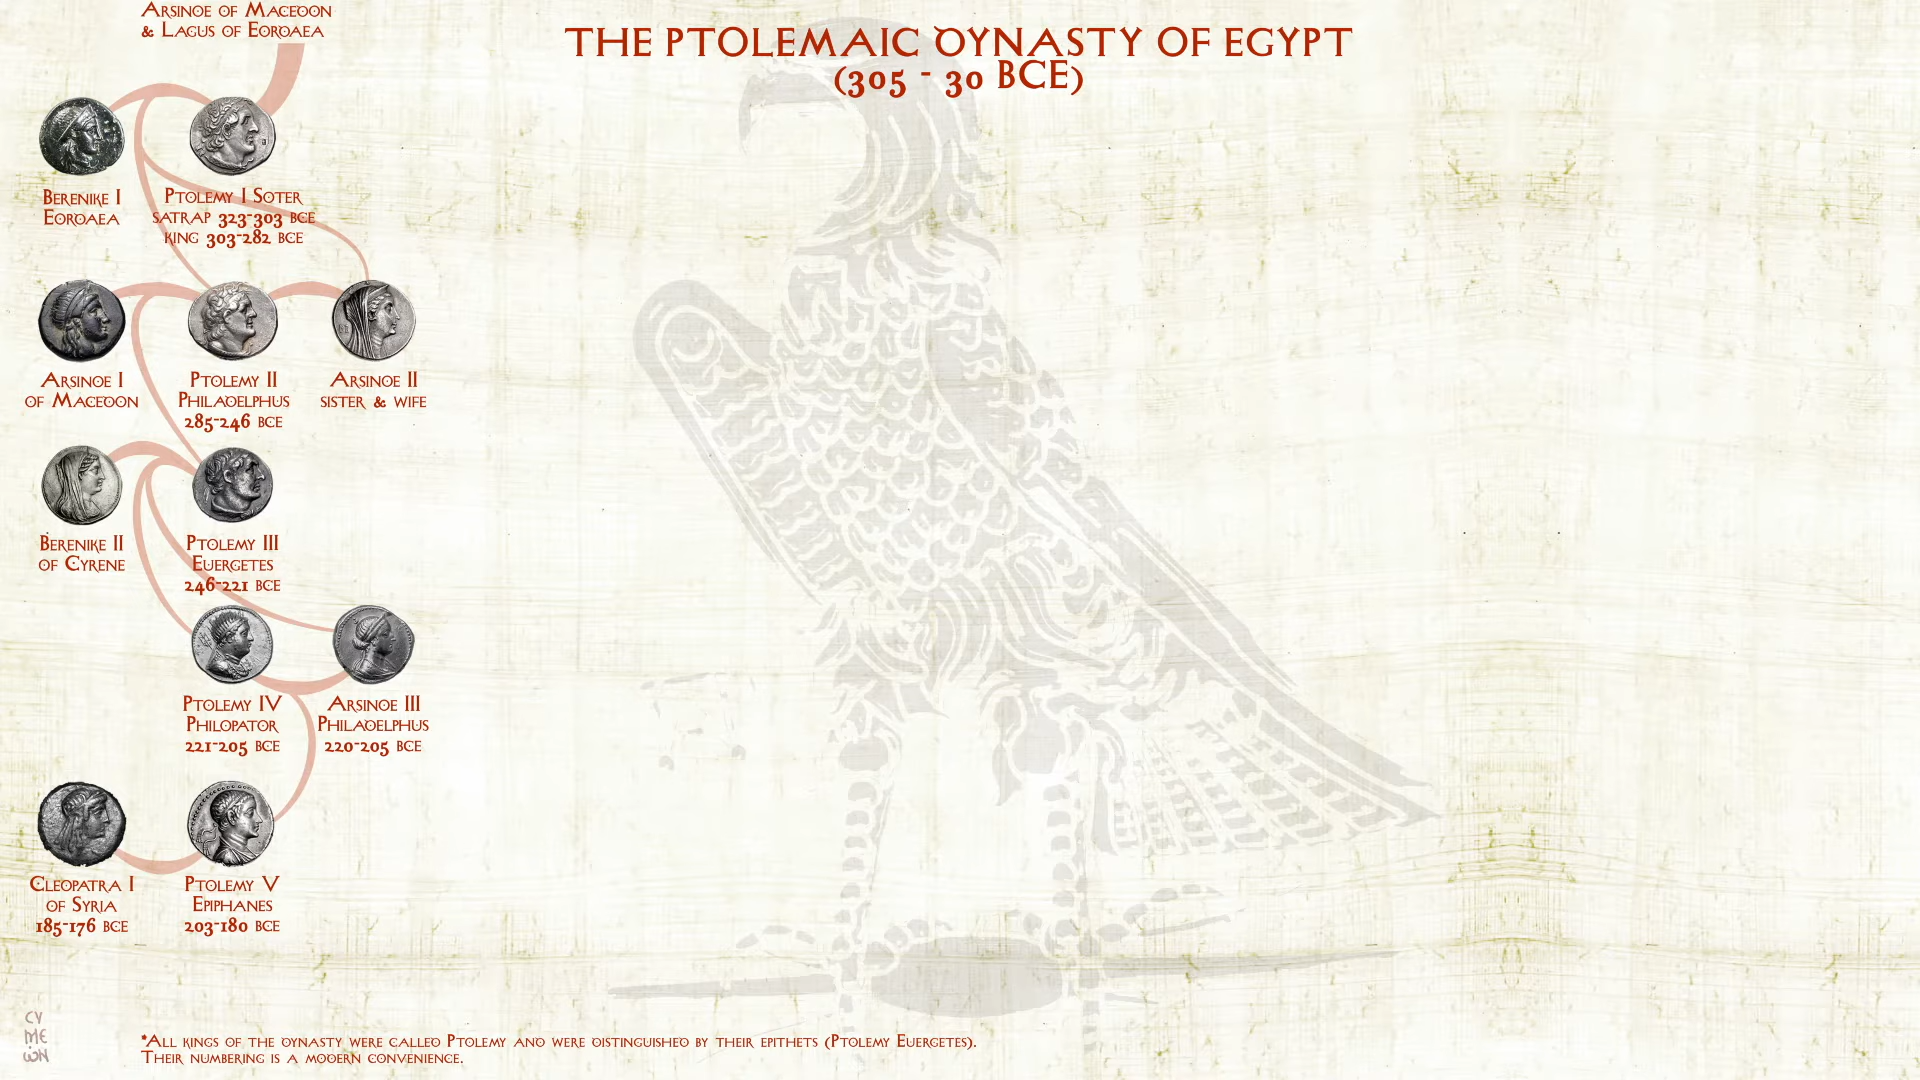 ARSINOE OF MACEDON
& LAGUS OF EORDAEA
THE PTOLEMAIC DYNASTY OF EGYPT
(305 - 30 BCE)
BERENIKE I
EORDAEA
PTOLEMY I SOTER
SATRAP 323-303 BCE
KING 303-282 BCE
ARSINOE I
OF MACEDON
PTOLEMY II
PHILADELPHUS
285-246 BCE
ARSINOE II
SISTER & WIFE
BERENIKE II
OF CYRENE
PTOLEMY III
EUERGETES
246-221 BCE
PTOLEMY IV
PHILOPATOR
221-205 BCE
ARSINOE III
PHILADELPHUS
220-205 BCE
CLEOPATRA I
OF SYRIA
185-176 BCE
PTOLEMY V
EPIPHANES
203-180 BCE
*ALL KINGS OF THE DYNASTY WERE CALLED PTOLEMY AND WERE DISTINGUISHED BY THEIR EPITHETS (PTOLEMY EUERGETES).
THEIR NUMBERING IS A MODERN CONVENIENCE.